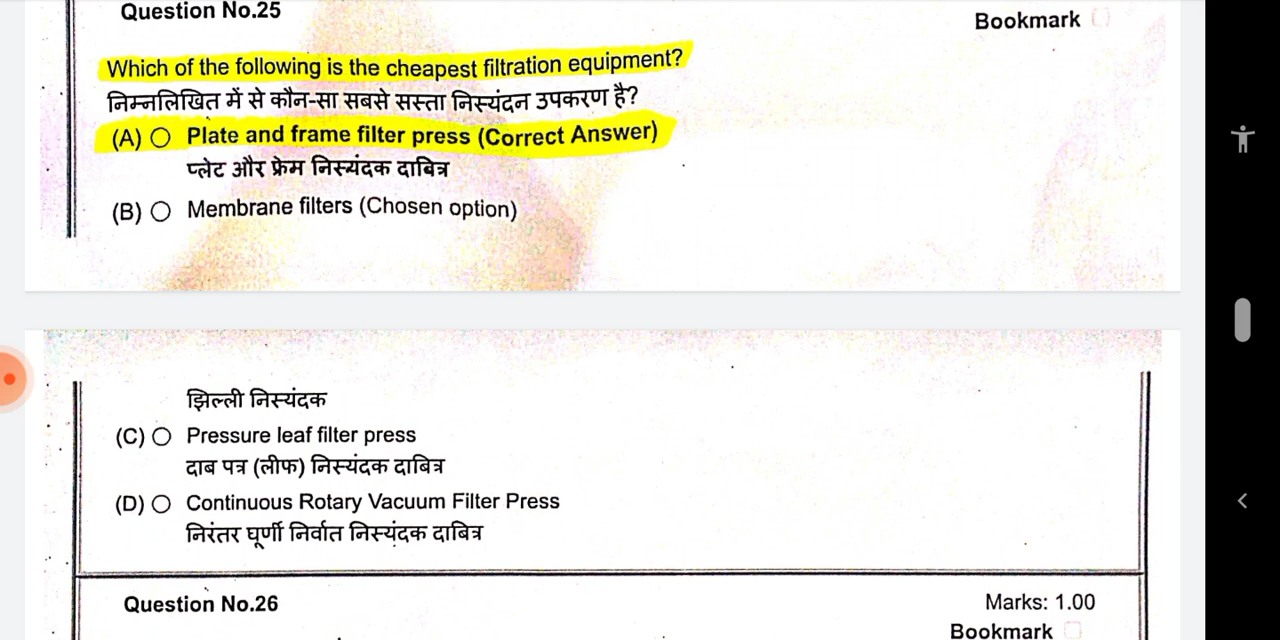 Question No.25
Bookmark
Which of the following is the cheapest filtration equipment?
निम्नलिखित में से कौन-सा सबसे सस्ता निस्यंदन उपकरण है?
(A) Plate and frame filter press (Correct Answer)
प्लेट और फ्रेम निस्यंदक दाबित्र
(B) Membrane filters (Chosen option)
झिल्ली निस्यंदक
(C) Pressure leaf filter press
दाब पत्र (लीफ) निस्यंदक दाबित्र
(D) Continuous Rotary Vacuum Filter Press
निरंतर घूर्णी निर्वात निस्यंदक दाबित्र
Question No.26
Marks: 1.00
Bookmark